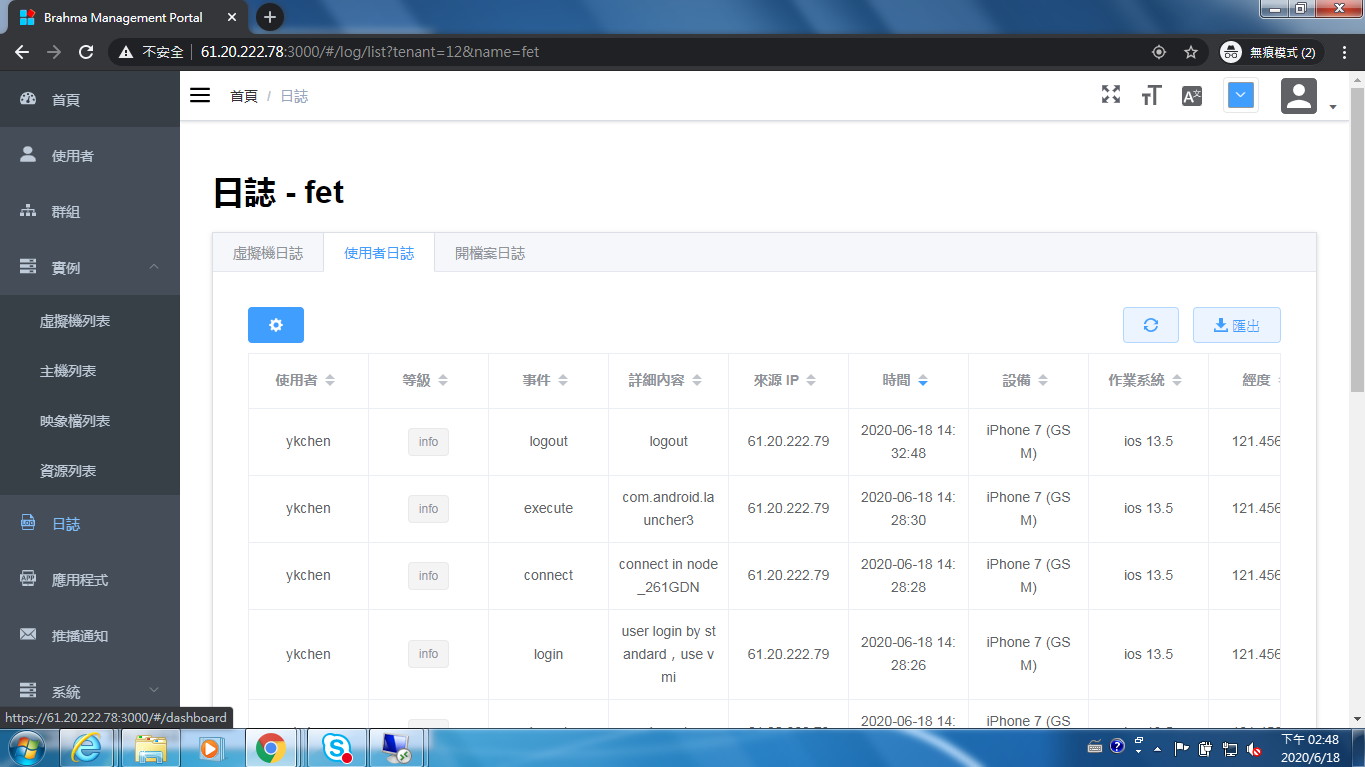 Brahma Management Portal
不安全 61.20.222.78:3000/#/log/list?tenant=12&name=fet 無痕模式 (2)
首頁
使用者
群組
實例
虛擬機列表
主機列表
映象檔列表
資源列表
日誌
應用程式
推播通知
系統
首頁 / 日誌
日誌 - fet
虛擬機日誌 使用者日誌 開檔案日誌
匯出
使用者 等級 事件 詳細內容 來源 IP 時間 設備 作業系統 經度
ykchen info logout logout 61.20.222.79 2020-06-18 14:32:48 iPhone 7 (GSM) ios 13.5 121.456
ykchen info execute com.android.launcher3 61.20.222.79 2020-06-18 14:28:30 iPhone 7 (GSM) ios 13.5 121.456
ykchen info connect connect in node_261GDN 61.20.222.79 2020-06-18 14:28:28 iPhone 7 (GSM) ios 13.5 121.456
ykchen info login user login by standard，use vmi 61.20.222.79 2020-06-18 14:28:26 iPhone 7 (GSM) ios 13.5 121.456
2020-06-18 14: iPhone 7 (GS
https://61.20.222.78:3000/#/dashboard
下午 02:48
2020/6/18